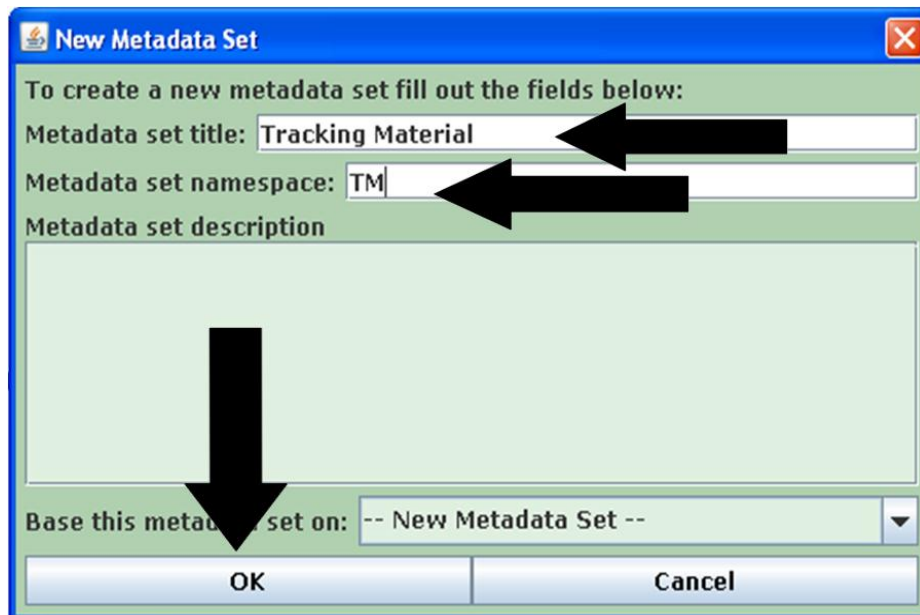 New Metadata Set
To create a new metadata set fill out the fields below:
Metadata set title: Tracking Material
Metadata set namespace: TM
Metadata set description
Base this metadata set on: -- New Metadata Set --
OK Cancel